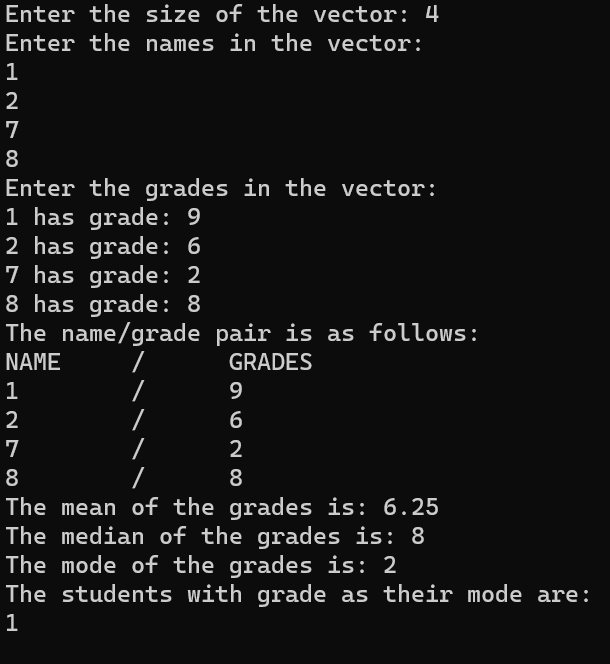 Enter the size of the vector: 4
Enter the names in the vector:
1
2
7
8
Enter the grades in the vector:
1 has grade: 9
2 has grade: 6
7 has grade: 2
8 has grade: 8
The name/grade pair is as follows:
NAME / GRADES
1 / 9
2 / 6
7 / 2
8 / 8
The mean of the grades is: 6.25
The median of the grades is: 8
The mode of the grades is: 2
The students with grade as their mode are:
1